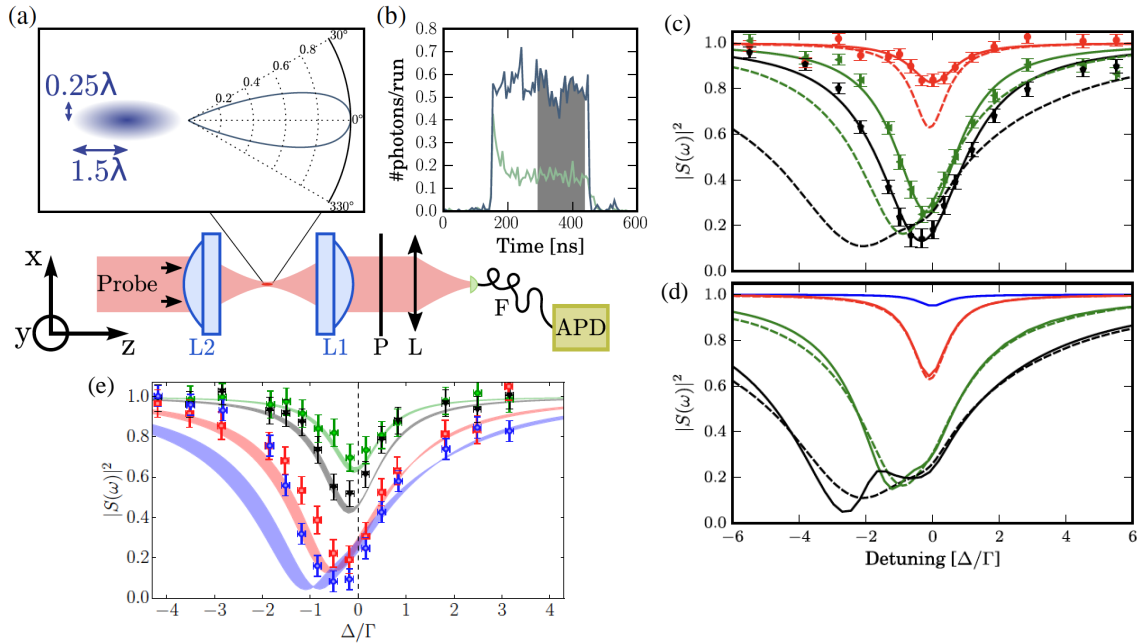 (a)
0.25λ
1.5λ
0.2
0.4
0.6
0.8
30°
0°
330°
(b)
#photons/run
0.8
0.7
0.6
0.5
0.4
0.3
0.2
0.1
0.0
0
200
400
600
Time [ns]
x
y
z
Probe
L2
L1
P
L
F
APD
(c)
|S(ω)|²
1.0
0.8
0.6
0.4
0.2
0.0
(d)
|S(ω)|²
1.0
0.8
0.6
0.4
0.2
0.0
−6
−4
−2
0
2
4
6
Detuning [Δ/Γ]
(e)
|S(ω)|²
1.0
0.8
0.6
0.4
0.2
0.0
−4
−3
−2
−1
0
1
2
3
4
Δ/Γ